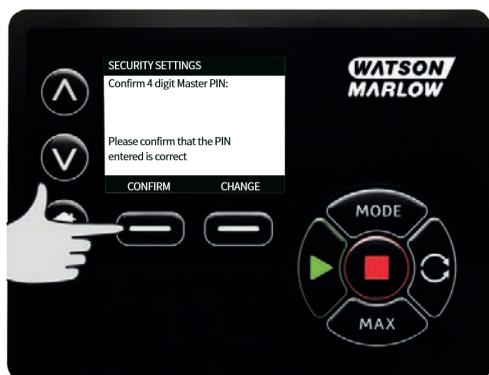 SECURITY SETTINGS
Confirm 4 digit Master PIN:
Please confirm that the PIN
entered is correct
CONFIRM CHANGE
WATSON
MARLOW
MODE
MAX